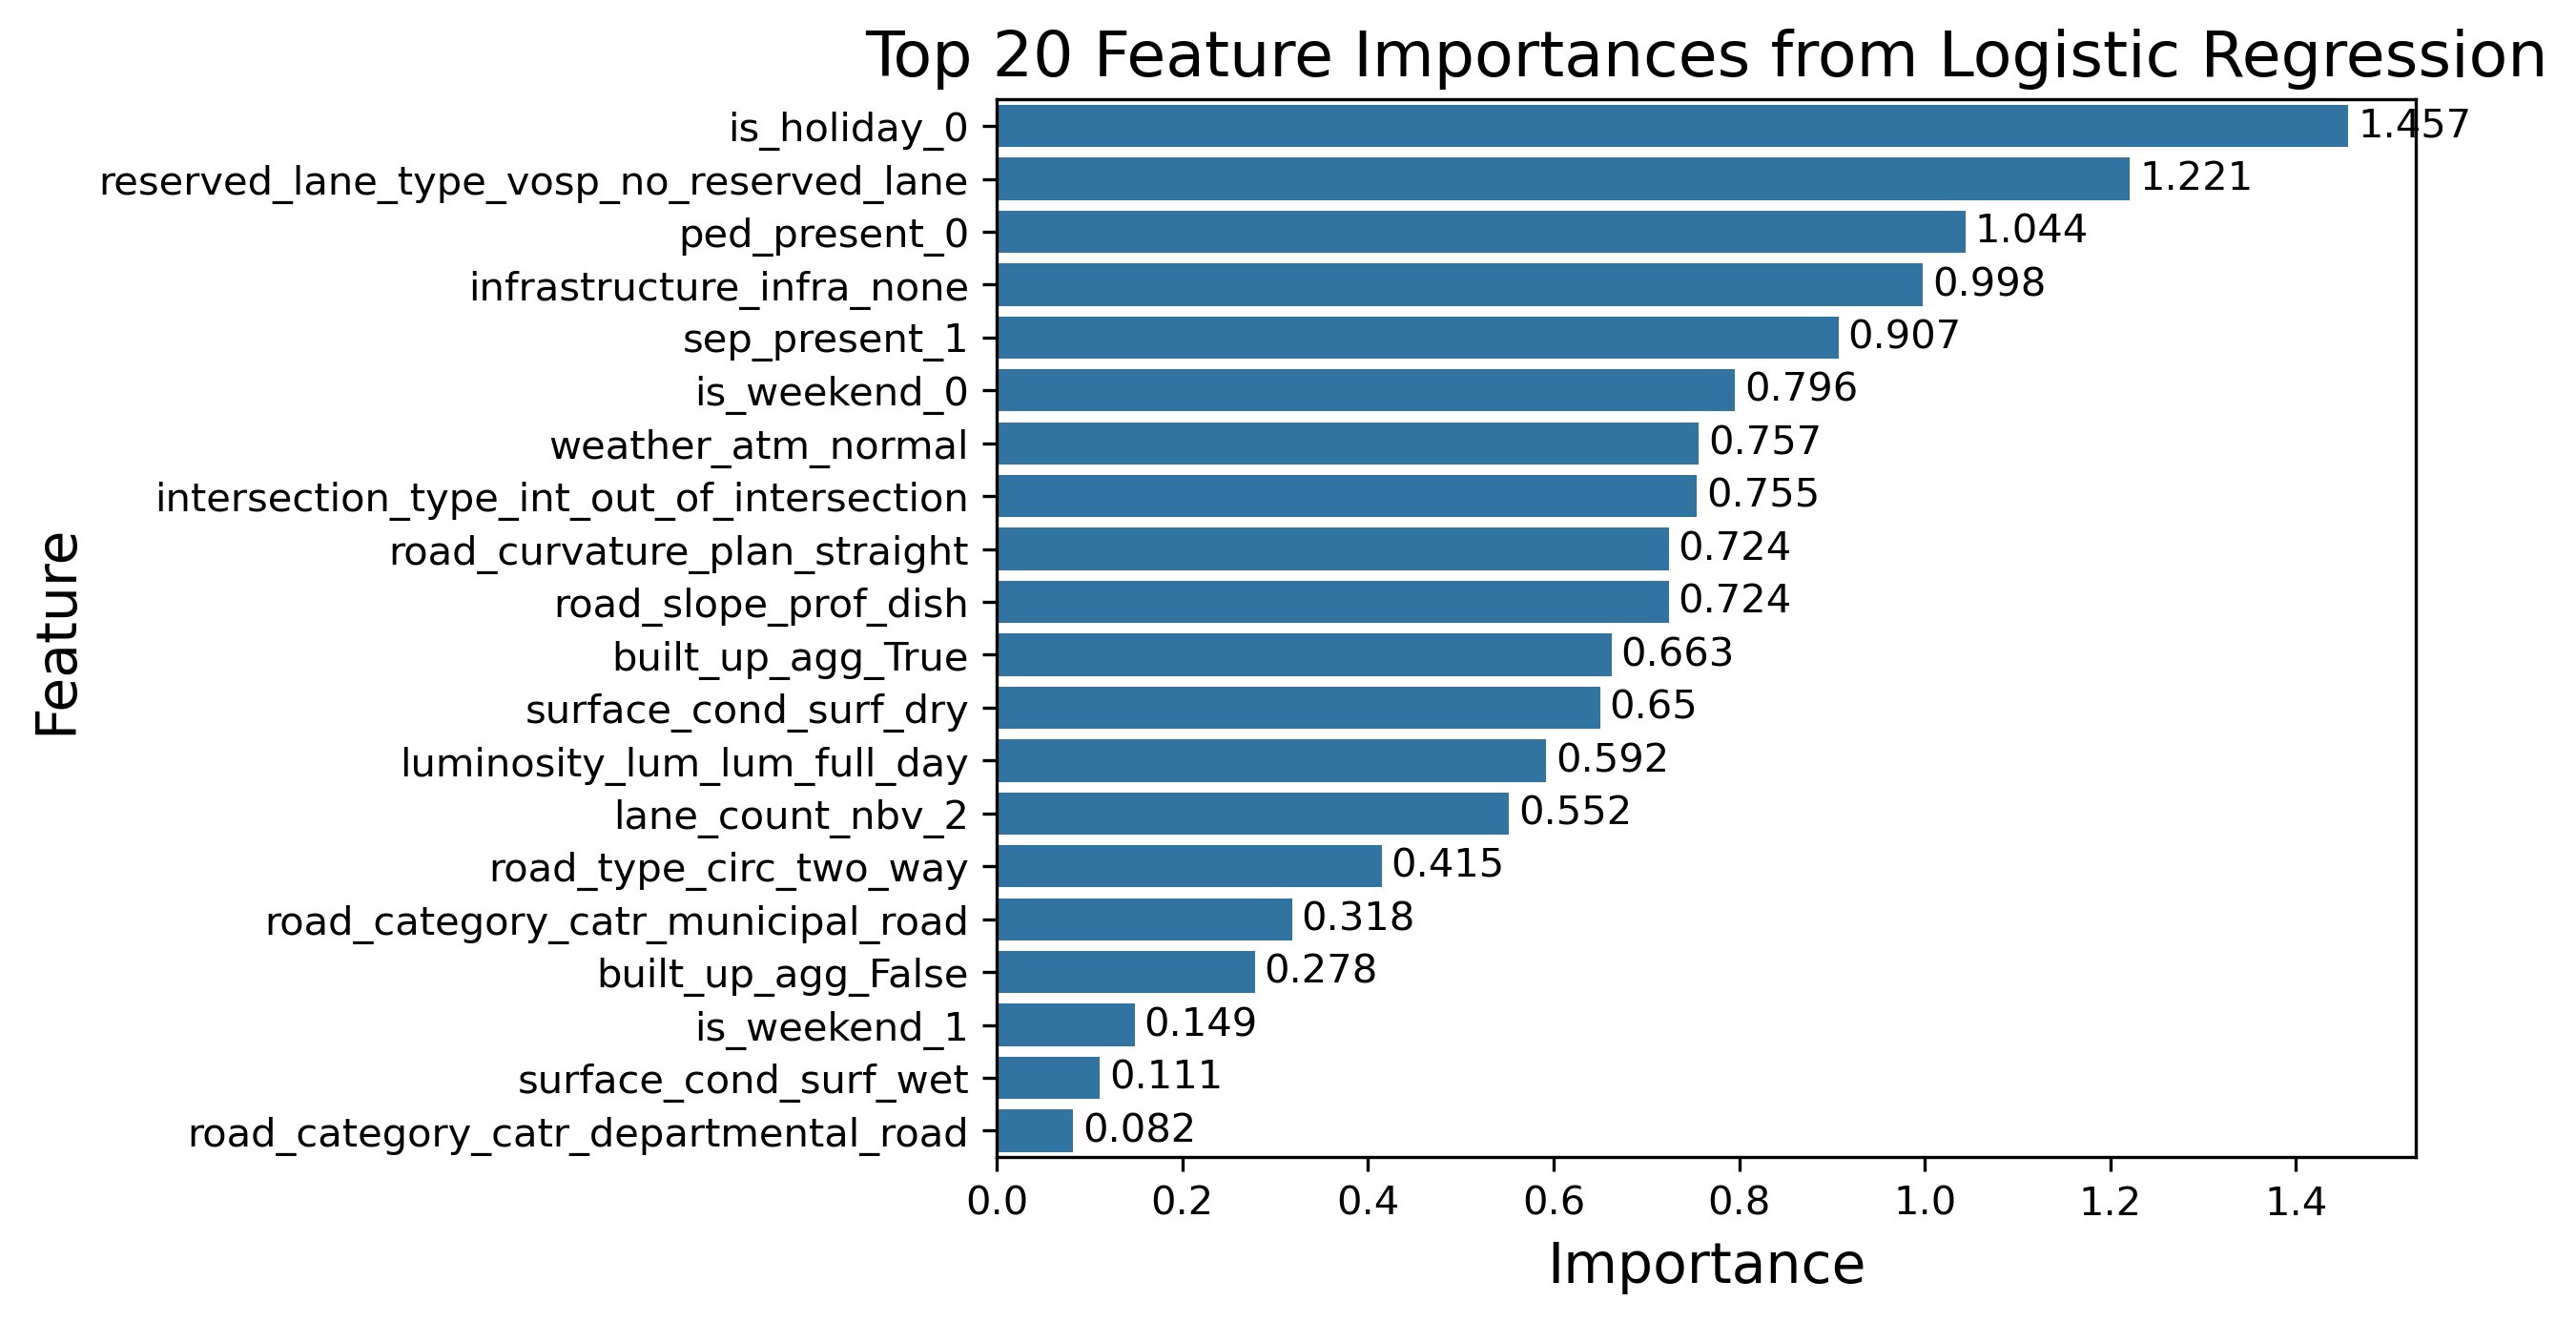 Top 20 Feature Importances from Logistic Regression
is_holiday_0 1.457
reserved_lane_type_vosp_no_reserved_lane 1.221
ped_present_0 1.044
infrastructure_infra_none 0.998
sep_present_1 0.907
is_weekend_0 0.796
weather_atm_normal 0.757
intersection_type_int_out_of_intersection 0.755
road_curvature_plan_straight 0.724
road_slope_prof_dish 0.724
built_up_agg_True 0.663
surface_cond_surf_dry 0.65
luminosity_lum_lum_full_day 0.592
lane_count_nbv_2 0.552
road_type_circ_two_way 0.415
road_category_catr_municipal_road 0.318
built_up_agg_False 0.278
is_weekend_1 0.149
surface_cond_surf_wet 0.111
road_category_catr_departmental_road 0.082
Feature
0.0 0.2 0.4 0.6 0.8 1.0 1.2 1.4
Importance